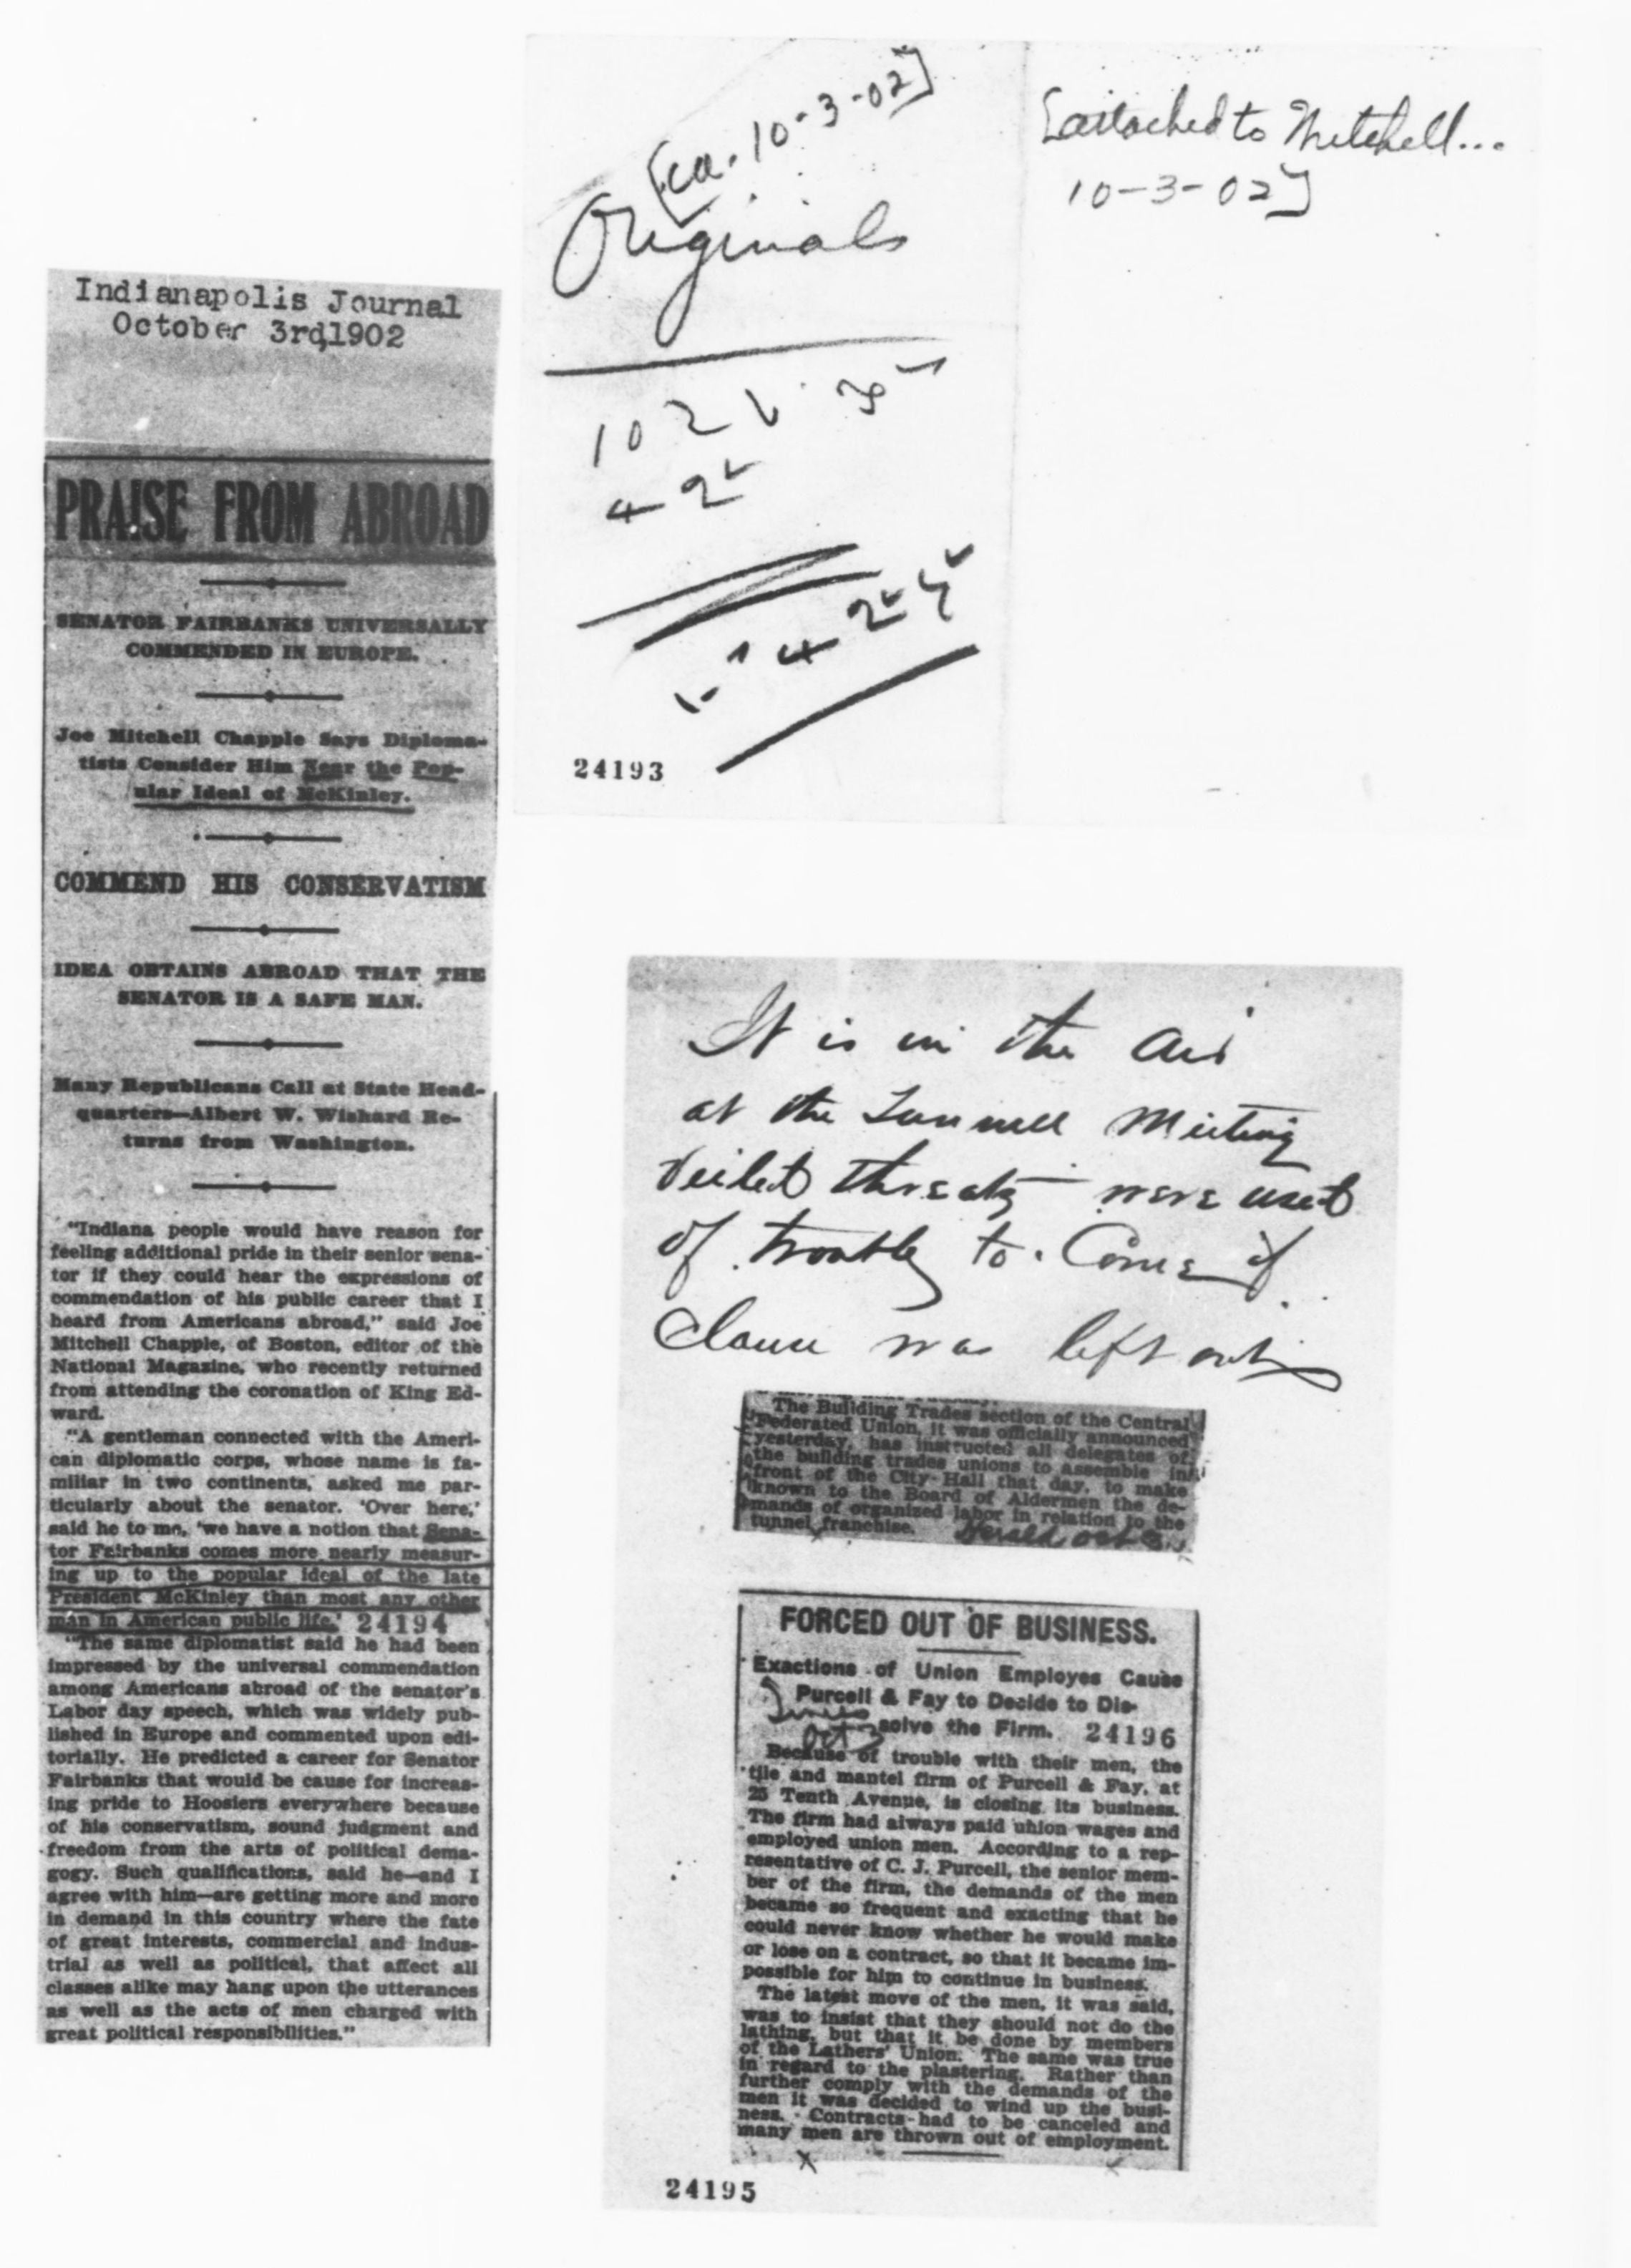 Indianapolis Journal
October 3rd,1902
PRAISE FROM ABROAD
SENATOR FAIRBANKS UNIVERSALLY
COMMENDED IN EUROPE.
Joe Mitchell Chapple Says Diploma-
tists Consider Him Near the Pop-
ular Ideal of McKinley.
COMMEND HIS CONSERVATISM
IDEA OBTAINS ABROAD THAT THE
SENATOR IS A SAFE MAN.
Many Republicans Call at State Head-
quarters—Albert W. Wishard Re-
turns from Washington.
"Indiana people would have reason for
feeling additional pride in their senior sena-
tor if they could hear the expressions of
commendation of his public career that I
heard from Americans abroad," said Joe
Mitchell Chapple, of Boston, editor of the
National Magazine, who recently returned
from attending the coronation of King Ed-
ward.
"A gentleman connected with the Ameri-
can diplomatic corps, whose name is fa-
miliar in two continents, asked me par-
ticularly about the senator. 'Over here,'
said he to me, 'we have a notion that Sena-
tor Fairbanks comes more nearly measur-
ing up to the popular ideal of the late
President McKinley than most any other
man in American public life.' 24194
"The same diplomatist said he had been
impressed by the universal commendation
among Americans abroad of the senator's
Labor day speech, which was widely pub-
lished in Europe and commented upon edi-
torially. He predicted a career for Senator
Fairbanks that would be cause for increas-
ing pride to Hoosiers everywhere because
of his conservatism, sound judgment and
freedom from the arts of political dema-
gogy. Such qualifications, said he—and I
agree with him—are getting more and more
in demand in this country where the fate
of great interests, commercial and indus-
trial as well as political, that affect all
classes alike may hang upon the utterances
as well as the acts of men charged with
great political responsibilities."
[ca. 10-3-02]
Originals
24193
[attached to Mitchell...
10-3-02]
It is in the air
at the Tunnell Meeting
veiled threats were used
of trouble to Come if
Clause was left out
The Building Trades section of the Central
Federated Union, it was officially announced
yesterday, has instructed all delegates of
the building trades unions to assemble in
front of the City Hall that day, to make
known to the Board of Aldermen the de-
mands of organized labor in relation to the
tunnel franchise. Herald Oct 3
FORCED OUT OF BUSINESS.
Exactions of Union Employes Cause
Purcell & Fay to Decide to Dis-
solve the Firm. 24196
Times
Oct 3
Because of trouble with their men, the
tile and mantel firm of Purcell & Fay, at
25 Tenth Avenue, is closing its business.
The firm had always paid union wages and
employed union men. According to a rep-
resentative of C. J. Purcell, the senior mem-
ber of the firm, the demands of the men
became so frequent and exacting that he
could never know whether he would make
or lose on a contract, so that it became im-
possible for him to continue in business.
The latest move of the men, it was said,
was to insist that they should not do the
lathing, but that it be done by members
of the Lathers' Union. The same was true
in regard to the plastering. Rather than
further comply with the demands of the
men it was decided to wind up the busi-
ness. Contracts had to be canceled and
many men are thrown out of employment.
24195